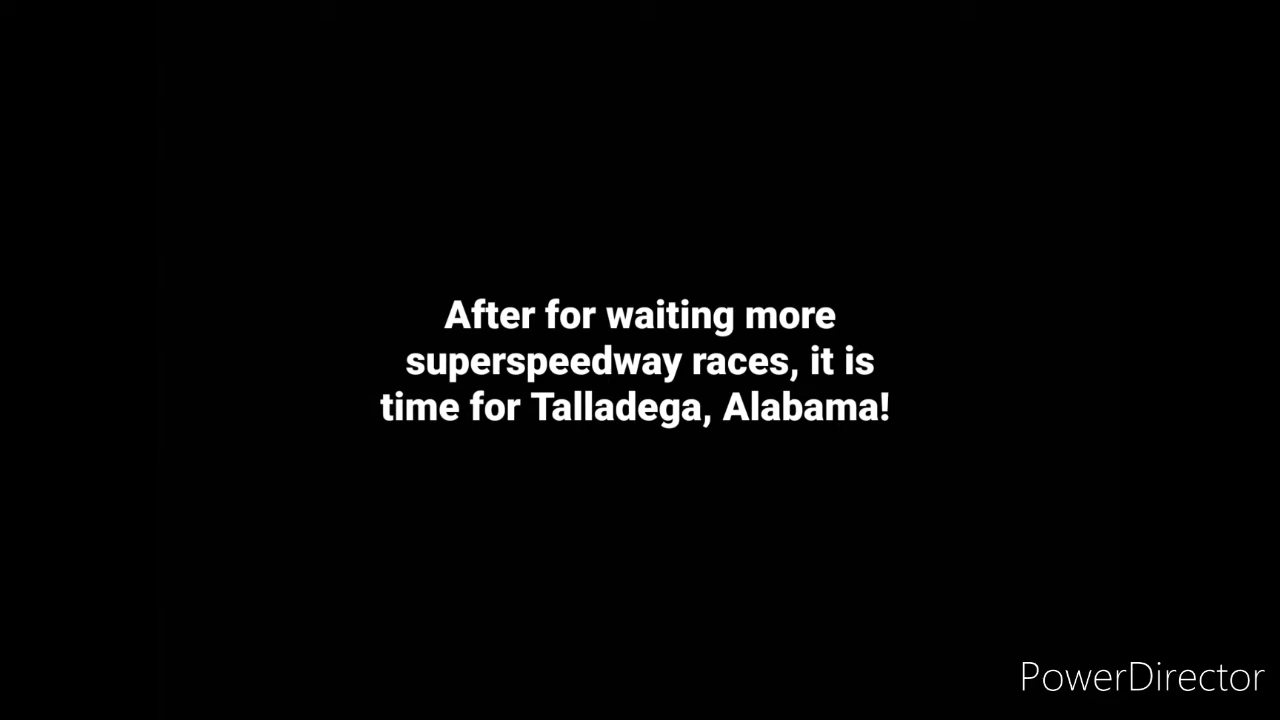 After for waiting more
superspeedway races, it is
time for Talladega, Alabama!
PowerDirector